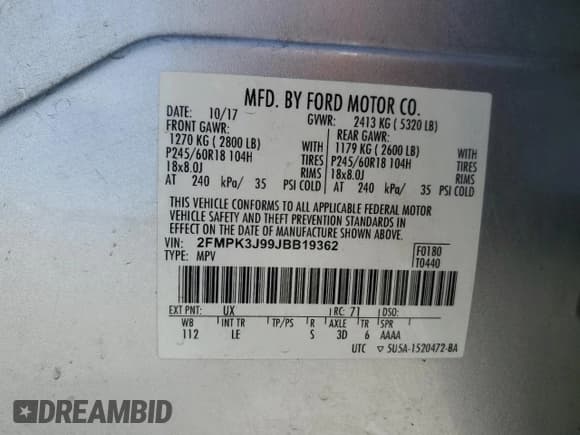 MFD. BY FORD MOTOR CO.
DATE: 10/17 GVWR: 2413 KG ( 5320 LB)
FRONT GAWR: REAR GAWR:
1270 KG ( 2800 LB) WITH 1179 KG ( 2600 LB) WITH
P245/60R18 104H TIRES P245/60R18 104H TIRES
18x8.0J RIMS 18x8.0J RIMS
AT 240 kPa/ 35 PSI COLD AT 240 kPa/ 35 PSI COLD
THIS VEHICLE CONFORMS TO ALL APPLICABLE FEDERAL MOTOR
VEHICLE SAFETY AND THEFT PREVENTION STANDARDS IN
EFFECT ON THE DATE OF MANUFACTURE SHOWN ABOVE.
VIN: 2FMPK3J99JBB19362 F0180
TYPE: MPV T0440
EXT PNT: UX RC: 71 DSO:
WB INT TR TP/PS R AXLE TR SPR
112 LE S 3D 6 AAAA
UTC ▽ 5U5A-1520472-BA
DREAMBID